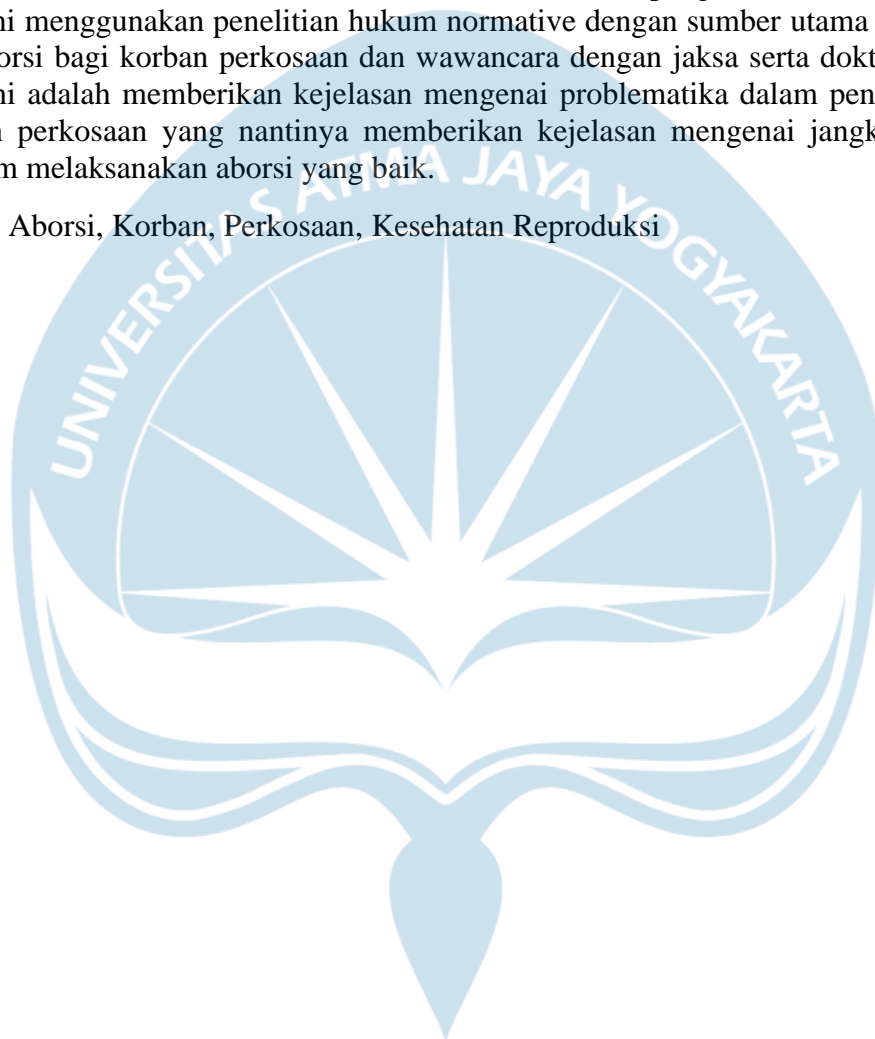 ni menggunakan penelitian hukum normative dengan sumber utama
orsi bagi korban perkosaan dan wawancara dengan jaksa serta dokt
ni adalah memberikan kejelasan mengenai problematika dalam pen
perkosaan yang nantinya memberikan kejelasan mengenai jangk
m melaksanakan aborsi yang baik.
Aborsi, Korban, Perkosaan, Kesehatan Reproduksi
UNIVERSITAS ATMA JAYA YOGYAKARTA